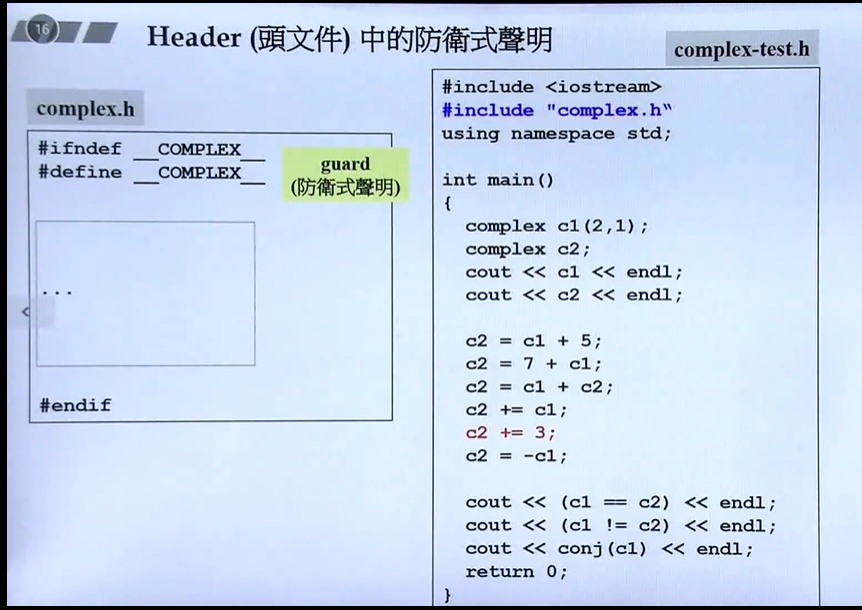 16
Header (頭文件) 中的防衛式聲明
complex.h
#ifndef __COMPLEX__
#define __COMPLEX__
guard
(防衛式聲明)
...
#endif
complex-test.h
#include <iostream>
#include "complex.h“
using namespace std;
int main()
{
complex c1(2,1);
complex c2;
cout << c1 << endl;
cout << c2 << endl;
c2 = c1 + 5;
c2 = 7 + c1;
c2 = c1 + c2;
c2 += c1;
c2 += 3;
c2 = -c1;
cout << (c1 == c2) << endl;
cout << (c1 != c2) << endl;
cout << conj(c1) << endl;
return 0;
}